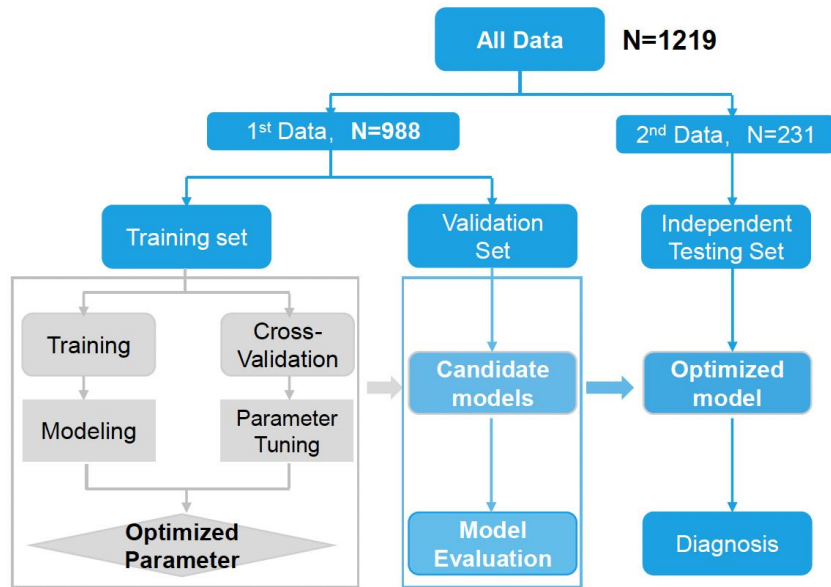 All Data
N=1219
1st Data, N=988
2nd Data, N=231
Training set
Validation
Set
Independent
Testing Set
Training
Cross-
Validation
Candidate
models
Optimized
model
Modeling
Parameter
Tuning
Optimized
Parameter
Model
Evaluation
Diagnosis